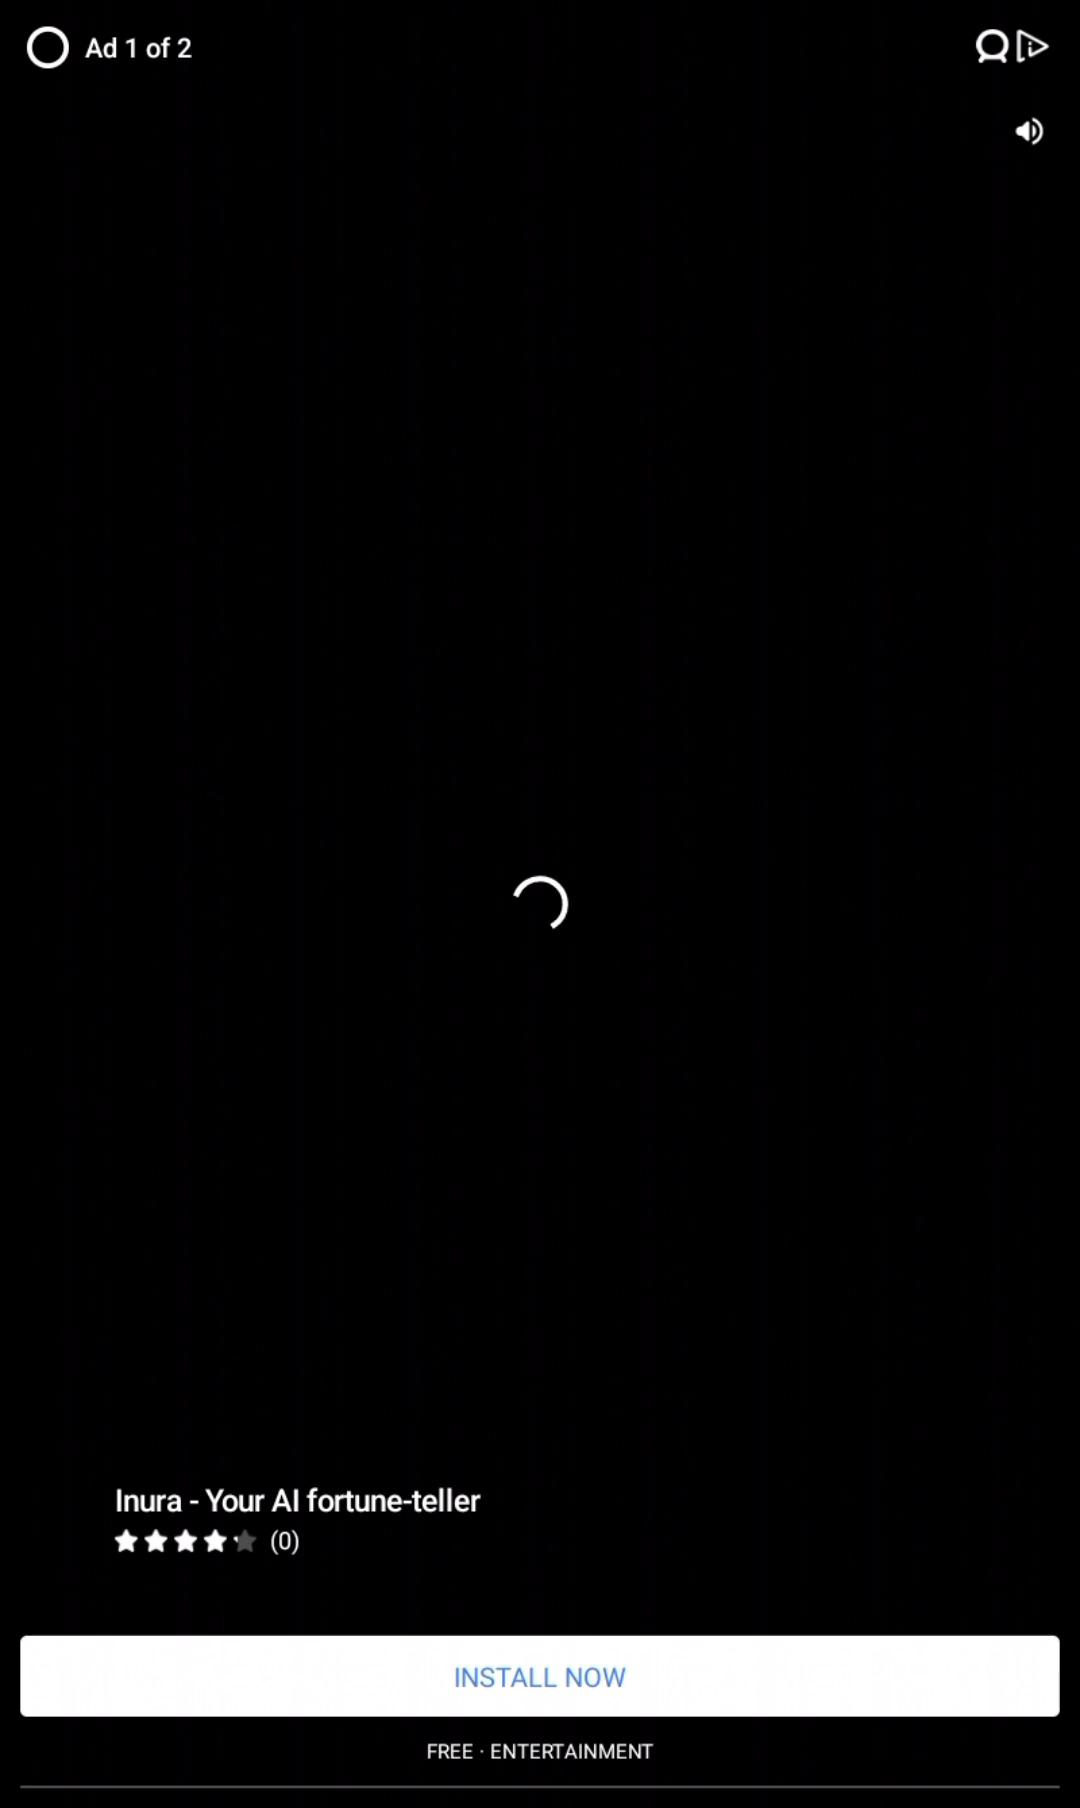 Ad 1 of 2
Inura - Your AI fortune-teller
(0)
INSTALL NOW
FREE · ENTERTAINMENT